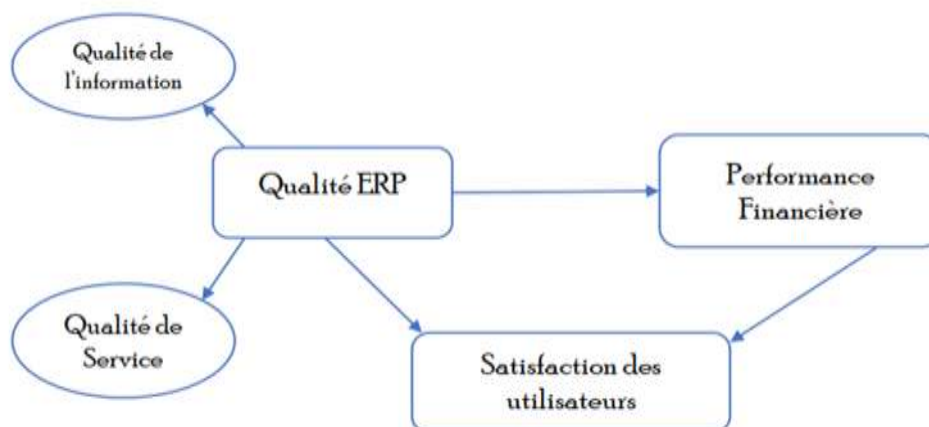 Qualité de
l'information
Qualité ERP
Performance
Financière
Qualité de
Service
Satisfaction des
utilisateurs